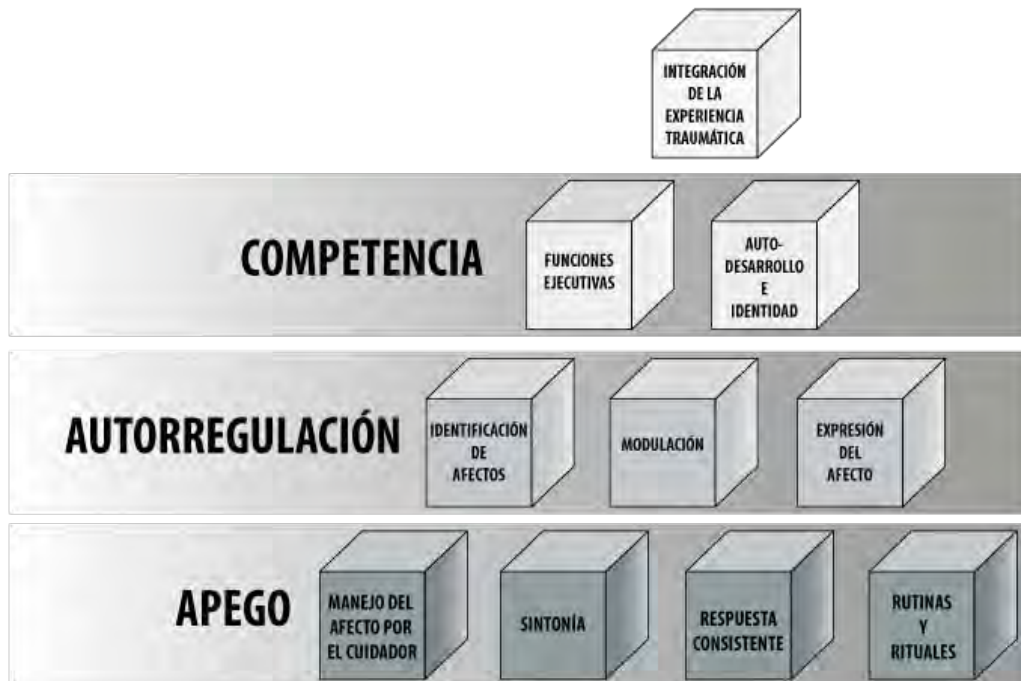 INTEGRACIÓN
DE LA
EXPERIENCIA
TRAUMÁTICA
COMPETENCIA
FUNCIONES
EJECUTIVAS
AUTO-
DESARROLLO
E
IDENTIDAD
AUTORREGULACIÓN
IDENTIFICACIÓN
DE
AFECTOS
MODULACIÓN
EXPRESIÓN
DEL
AFECTO
APEGO
MANEJO DEL
AFECTO POR
EL CUIDADOR
SINTONÍA
RESPUESTA
CONSISTENTE
RUTINAS
Y
RITUALES